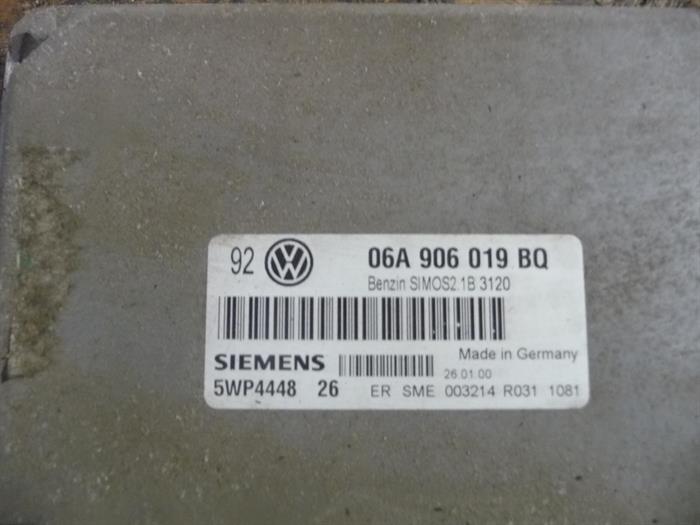 92 VW 06A 906 019 BQ
Benzin SIMOS2.1B 3120
SIEMENS Made in Germany
26.01.00
5WP4448 26 ER SME 003214 R031 1081